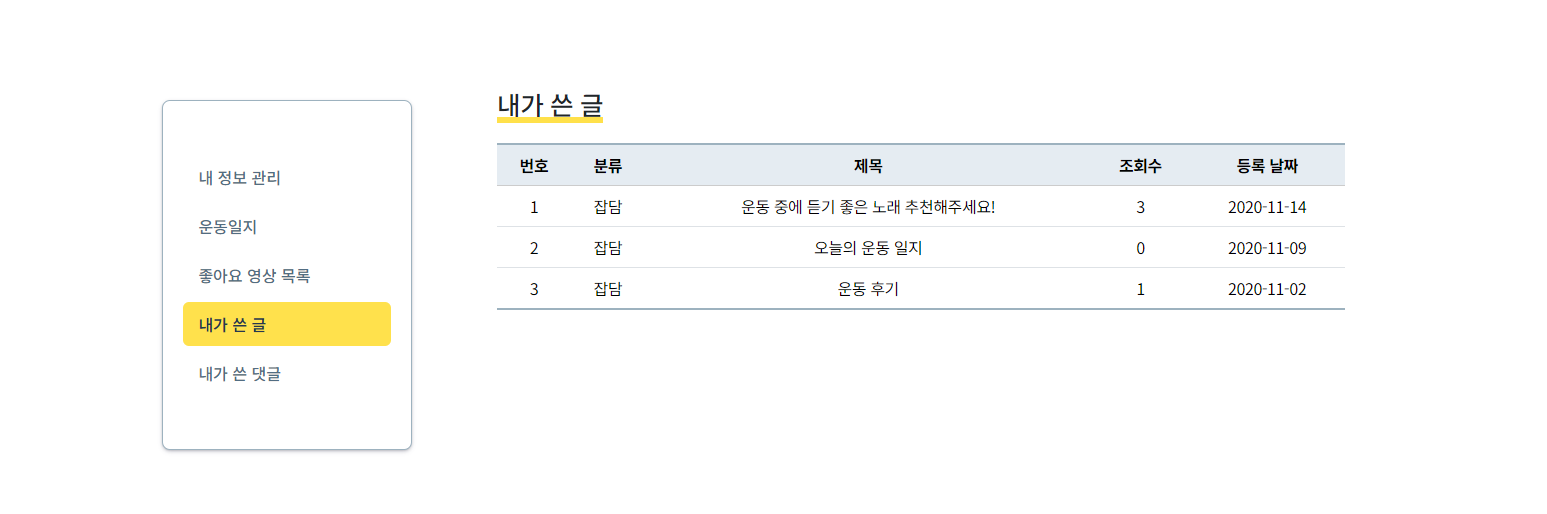 내 정보 관리
운동일지
좋아요 영상 목록
내가 쓴 글
내가 쓴 댓글
내가 쓴 글
번호 분류 제목 조회수 등록 날짜
1 잡담 운동 중에 듣기 좋은 노래 추천해주세요! 3 2020-11-14
2 잡담 오늘의 운동 일지 0 2020-11-09
3 잡담 운동 후기 1 2020-11-02